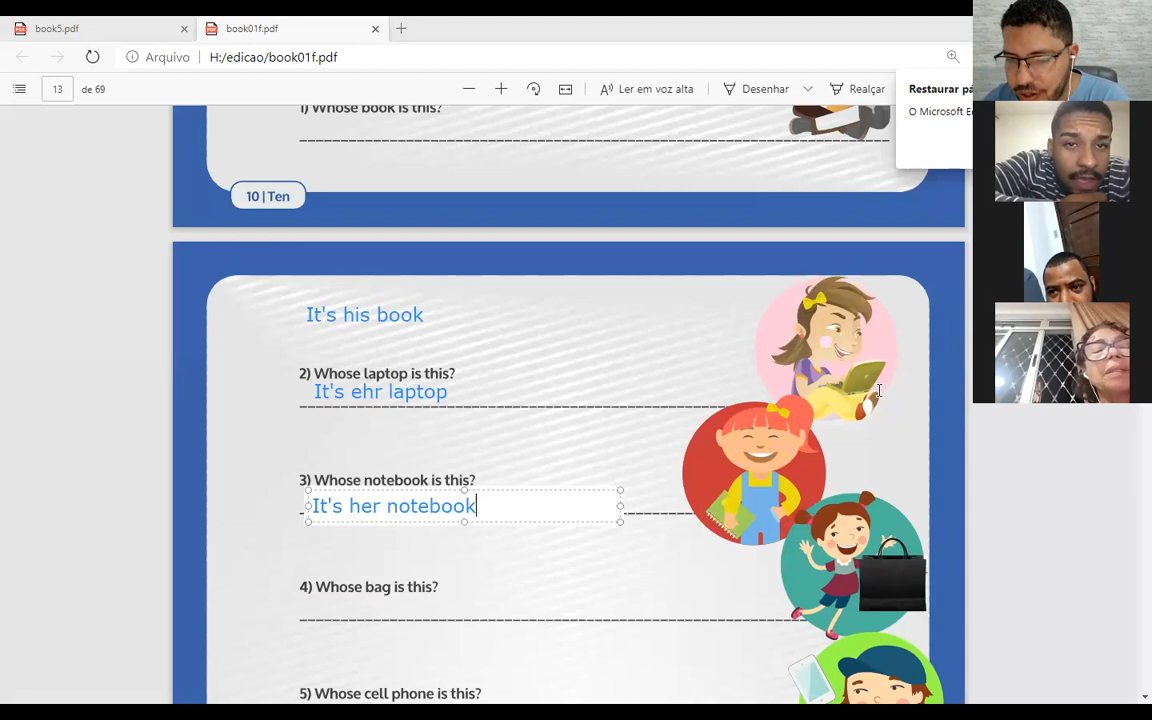 book5.pdf
book01f.pdf
Arquivo
H:/edicao/book01f.pdf
13 de 69
Ler em voz alta
Desenhar
Realçar
Restaurar pá
O Microsoft Ed
1) Whose book is this?
10 | Ten
It's his book
2) Whose laptop is this?
It's ehr laptop
3) Whose notebook is this?
It's her notebook
4) Whose bag is this?
5) Whose cell phone is this?